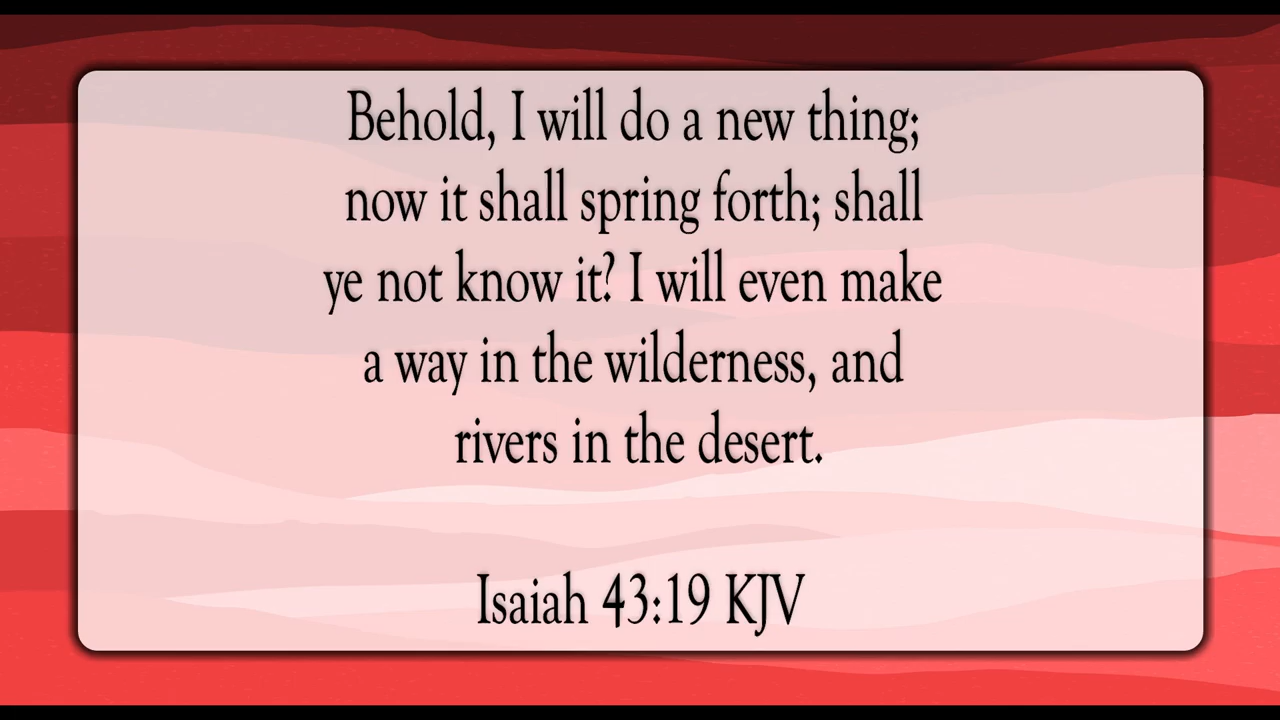 Behold, I will do a new thing;
now it shall spring forth; shall
ye not know it? I will even make
a way in the wilderness, and
rivers in the desert.
Isaiah 43:19 KJV